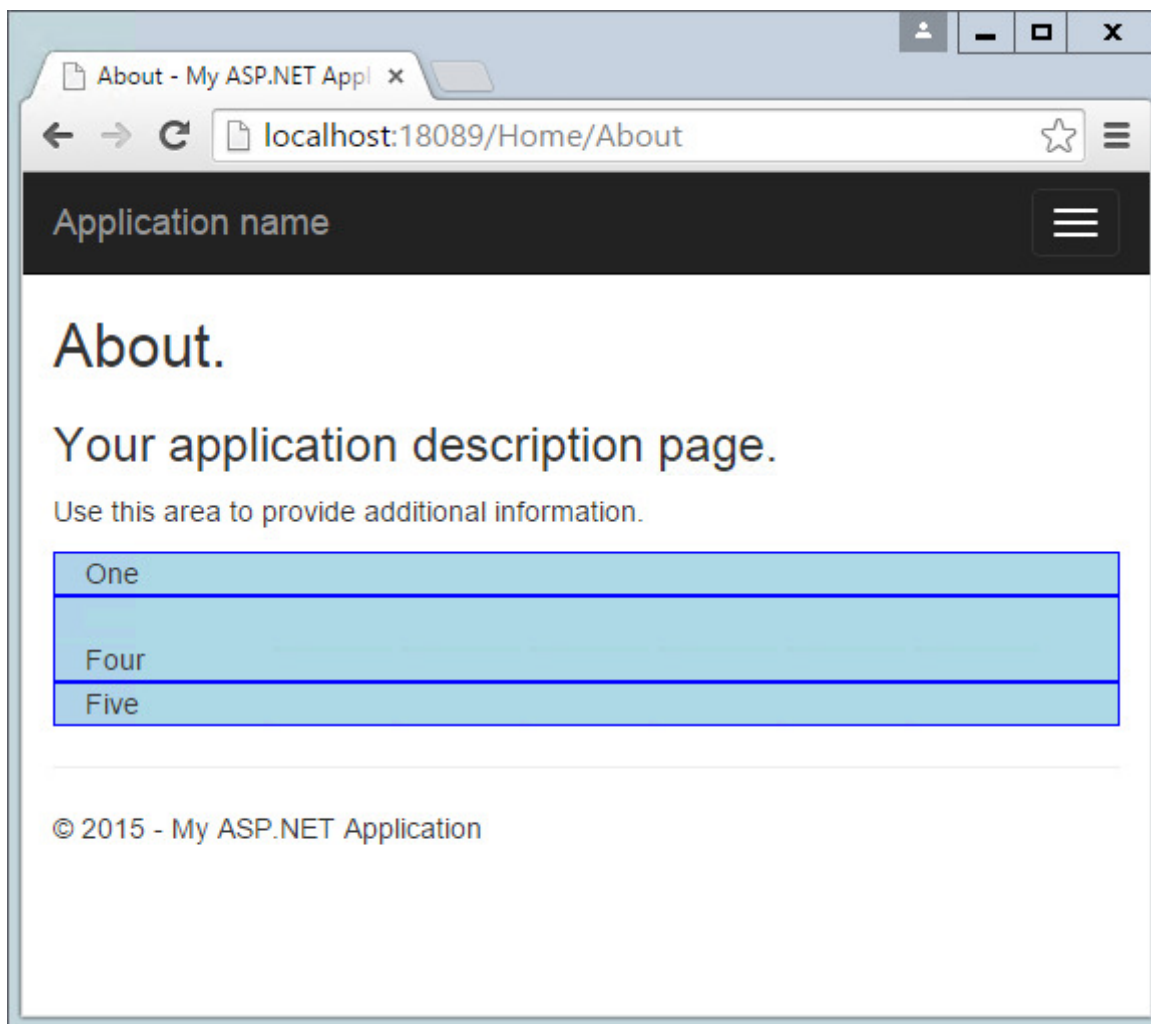 About - My ASP.NET Appl
localhost:18089/Home/About
Application name
About.
Your application description page.
Use this area to provide additional information.
One
Four
Five
© 2015 - My ASP.NET Application